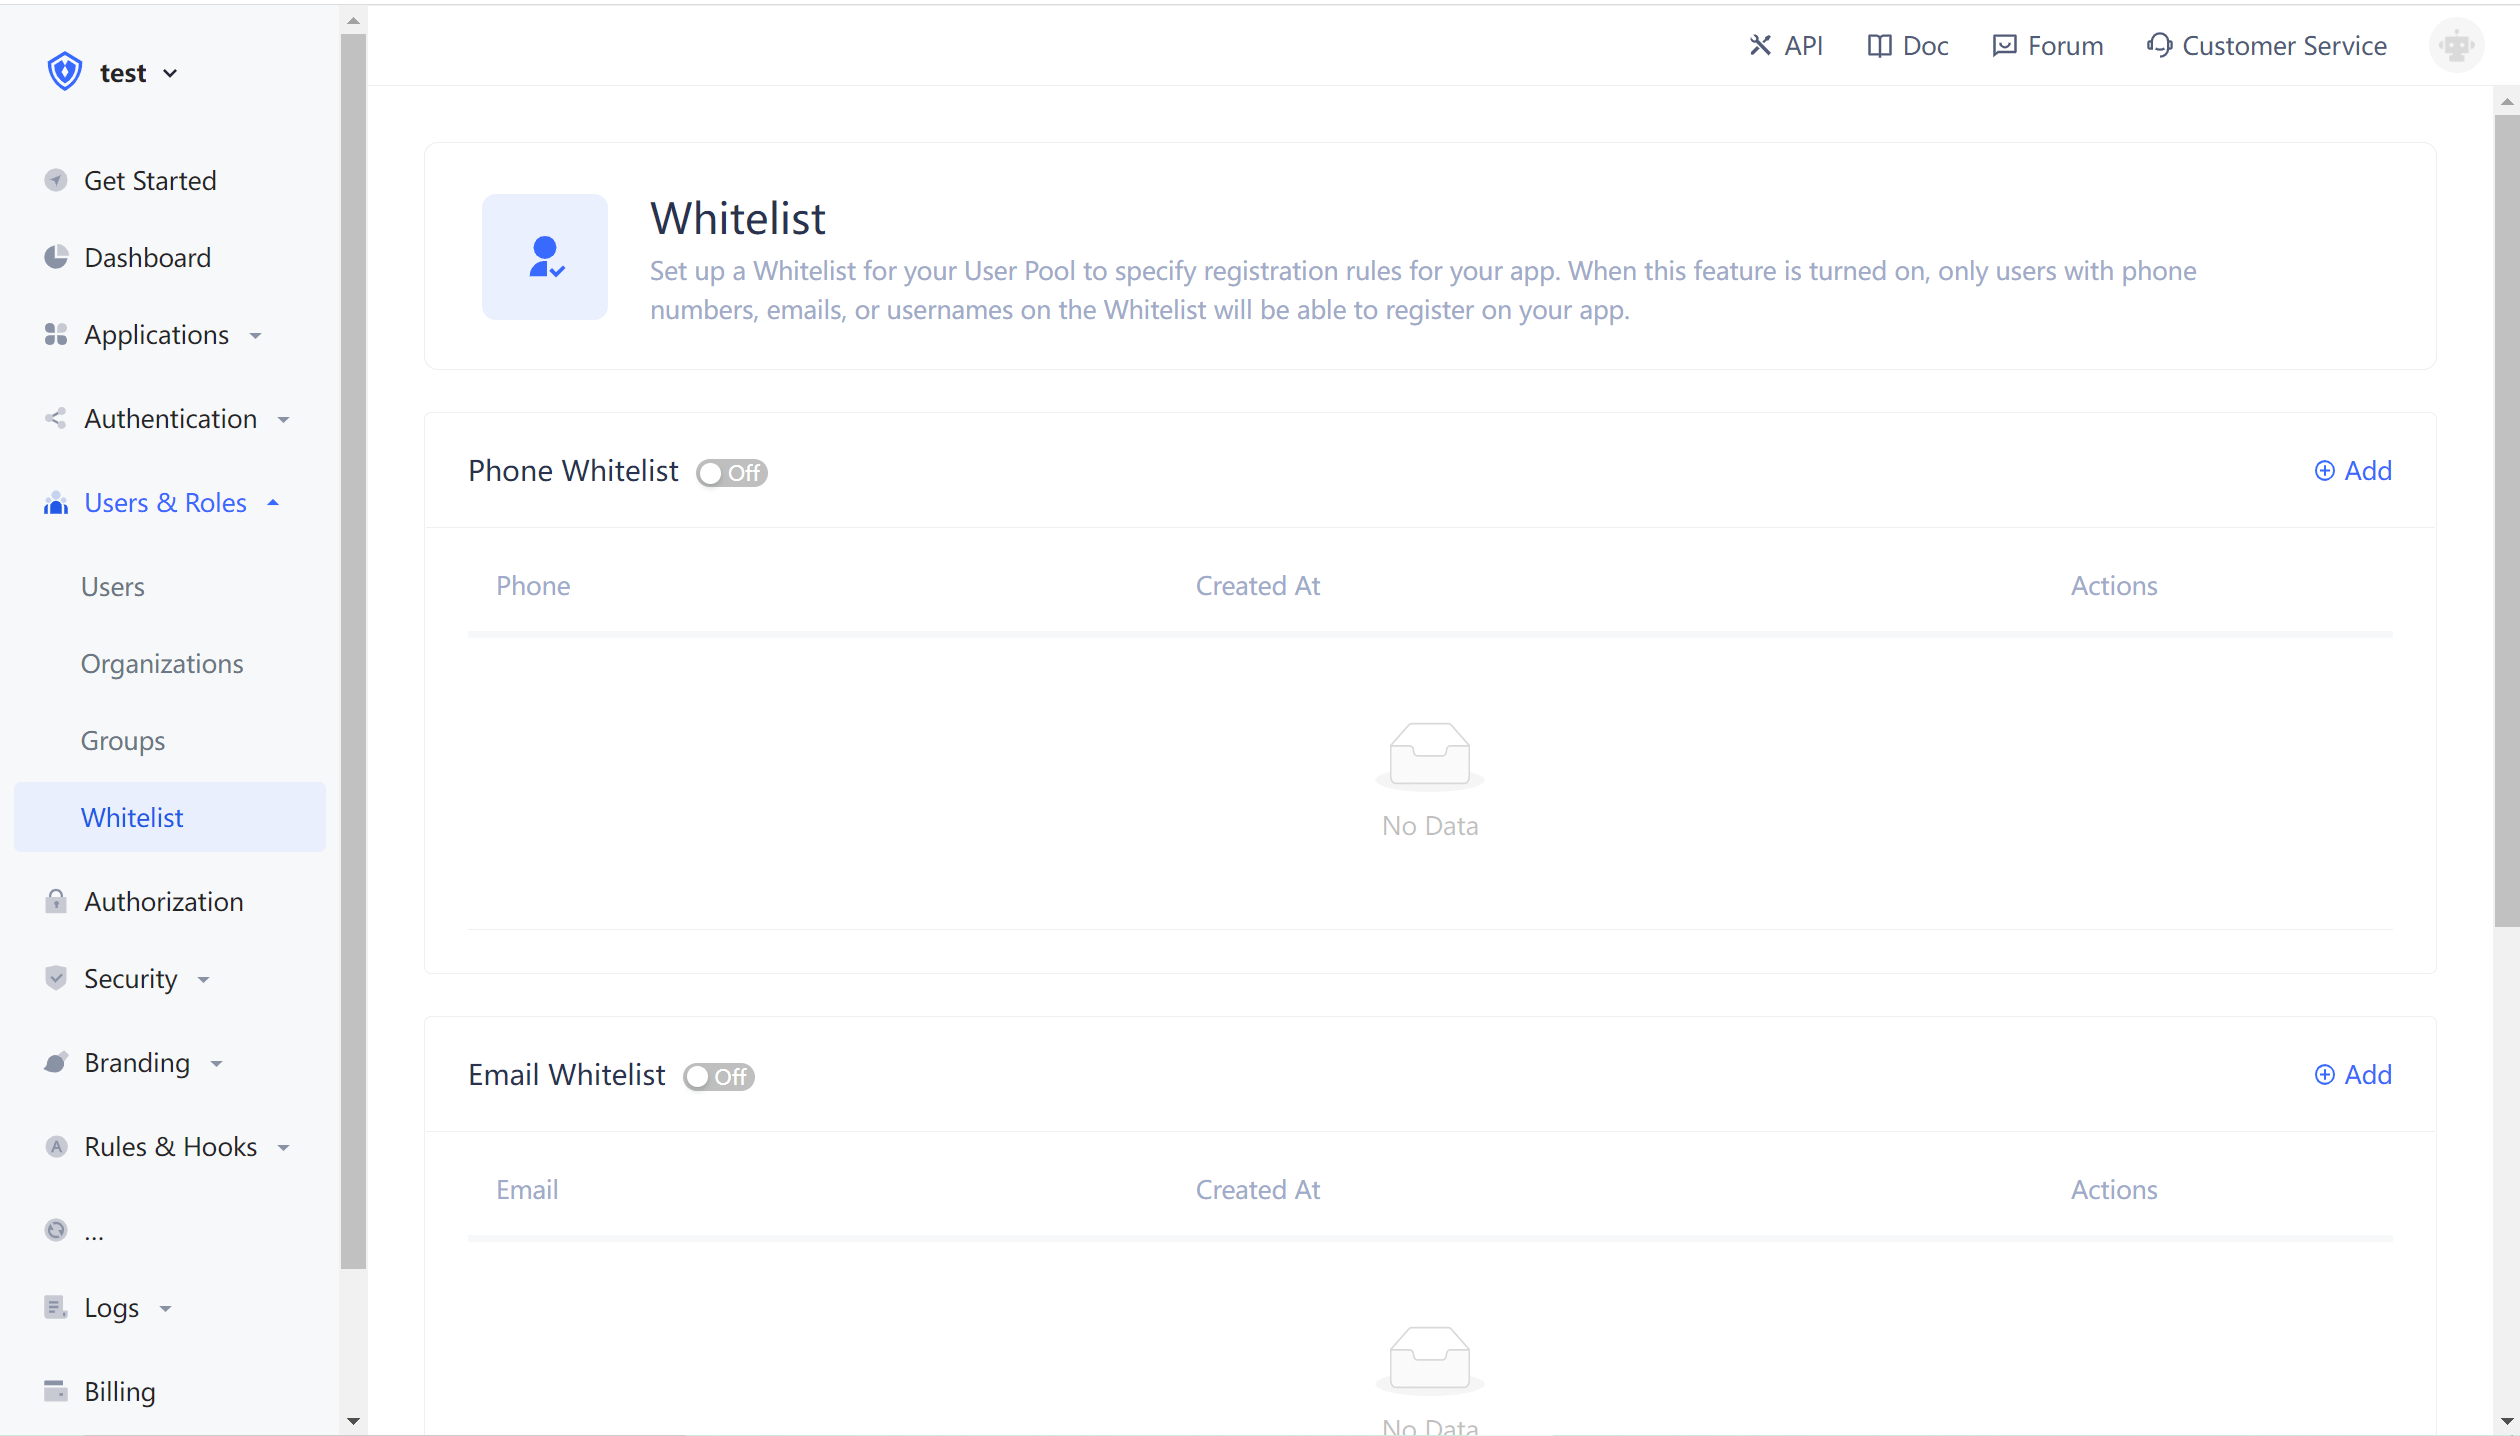 test
API
Doc
Forum
Customer Service
Get Started
Dashboard
Applications
Authentication
Users & Roles
Users
Organizations
Groups
Whitelist
Authorization
Security
Branding
Rules & Hooks
...
Logs
Billing
Whitelist
Set up a Whitelist for your User Pool to specify registration rules for your app. When this feature is turned on, only users with phone
numbers, emails, or usernames on the Whitelist will be able to register on your app.
Phone Whitelist Off
Add
Phone Created At Actions
No Data
Email Whitelist Off
Add
Email Created At Actions
No Data